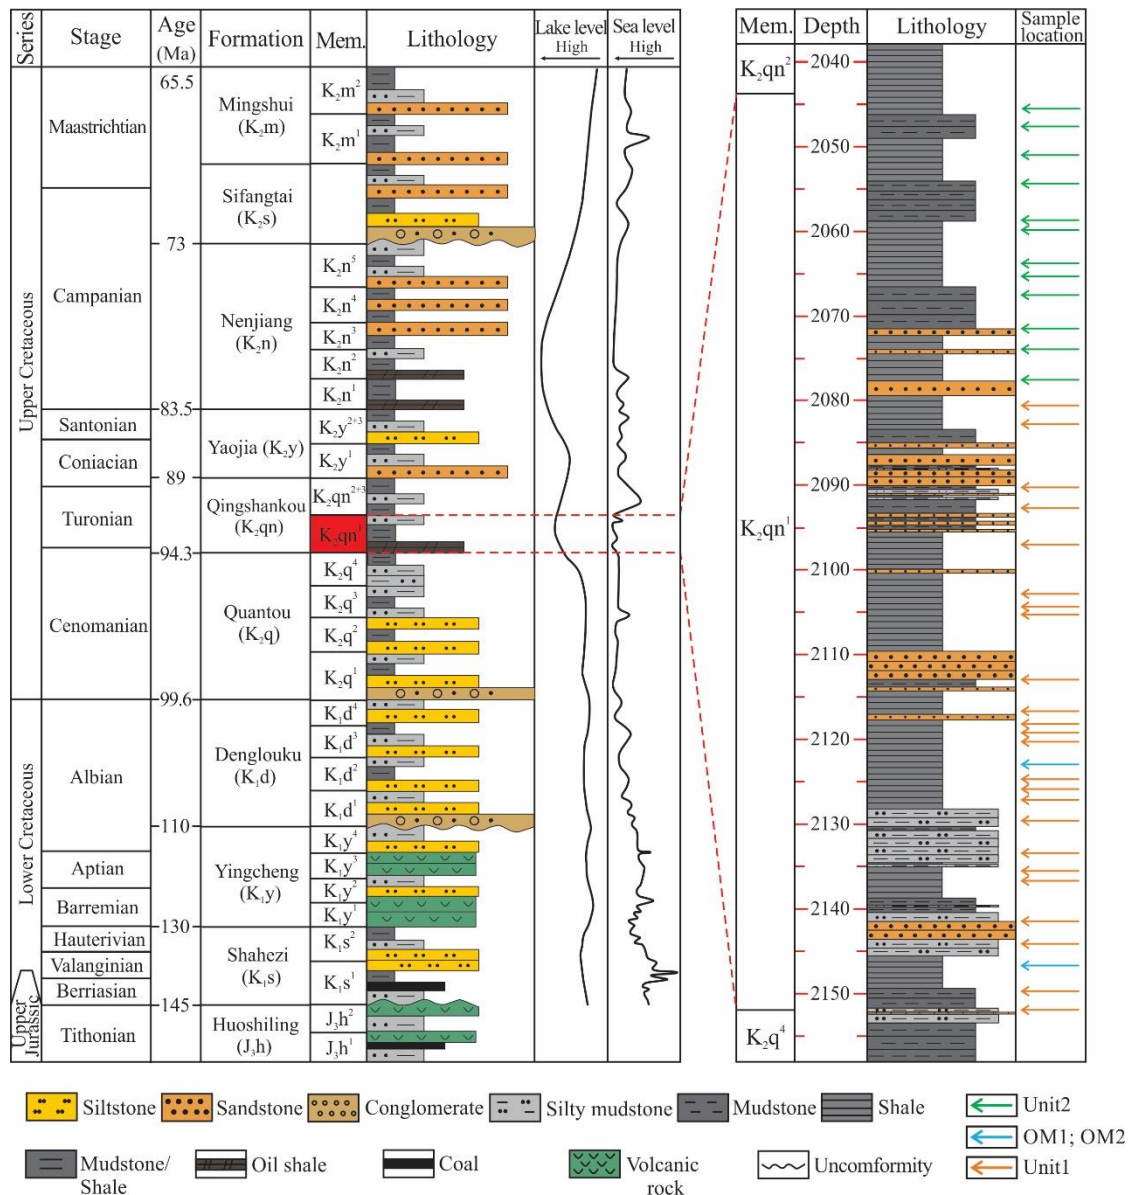 Series
Stage
Age
(Ma)
Formation
Mem.
Lithology
Lake level
High
Sea level
High
Upper Cretaceous
Lower Cretaceous
Upper
Jurassic
Maastrichtian
Campanian
Santonian
Coniacian
Turonian
Cenomanian
Albian
Aptian
Barremian
Hauterivian
Valanginian
Berriasian
Tithonian
65.5
73
83.5
89
94.3
99.6
110
130
145
Mingshui
(K₂m)
Sifangtai
(K₂s)
Nenjiang
(K₂n)
Yaojia (K₂y)
Qingshankou
(K₂qn)
Quantou
(K₂q)
Denglouku
(K₁d)
Yingcheng
(K₁y)
Shahezi
(K₁s)
Huoshiling
(J₃h)
K₂m²
K₂m¹
K₂n⁵
K₂n⁴
K₂n³
K₂n²
K₂n¹
K₂y²⁺³
K₂y¹
K₂qn²⁺³
K₂qn¹
K₂q⁴
K₂q³
K₂q²
K₂q¹
K₁d⁴
K₁d³
K₁d²
K₁d¹
K₁y⁴
K₁y³
K₁y²
K₁y¹
K₁s²
K₁s¹
J₃h²
J₃h¹
Mem.
Depth
Lithology
Sample
location
K₂qn²
K₂qn¹
K₂q⁴
2040
2050
2060
2070
2080
2090
2100
2110
2120
2130
2140
2150
Siltstone
Sandstone
Conglomerate
Silty mudstone
Mudstone
Shale
Unit2
OM1; OM2
Mudstone/
Shale
Oil shale
Coal
Volcanic
rock
Uncomformity
Unit1